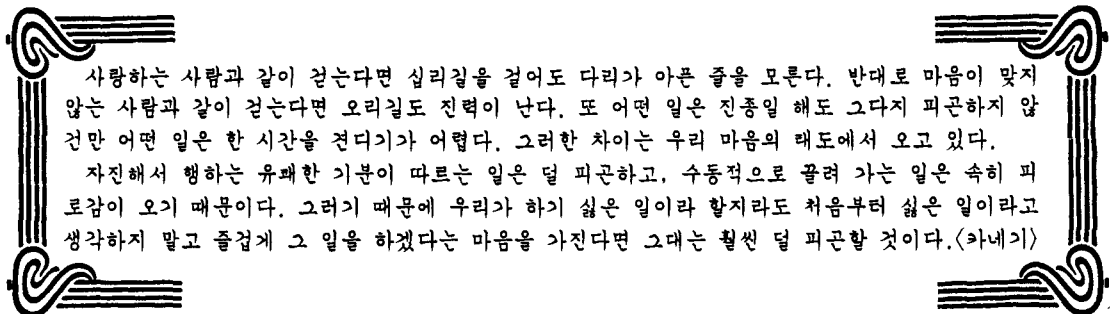 사랑하는 사람과 같이 걷는다면 십리길을 걸어도 다리가 아픈 줄을 모른다. 반대로 마음이 맞지
않는 사람과 같이 걷는다면 오리길도 진력이 난다. 또 어떤 일은 진종일 해도 그다지 피곤하지 않
건만 어떤 일은 한 시간을 견디기가 어렵다. 그러한 차이는 우리 마음의 태도에서 오고 있다.
자진해서 행하는 유쾌한 기분이 따르는 일은 덜 피곤하고, 수동적으로 끌려 가는 일은 속히 피
로감이 오기 때문이다. 그러기 때문에 우리가 하기 싫은 일이라 할지라도 처음부터 싫은 일이라고
생각하지 말고 즐겁게 그 일을 하겠다는 마음을 가진다면 그대는 훨씬 덜 피곤할 것이다.〈카네기〉